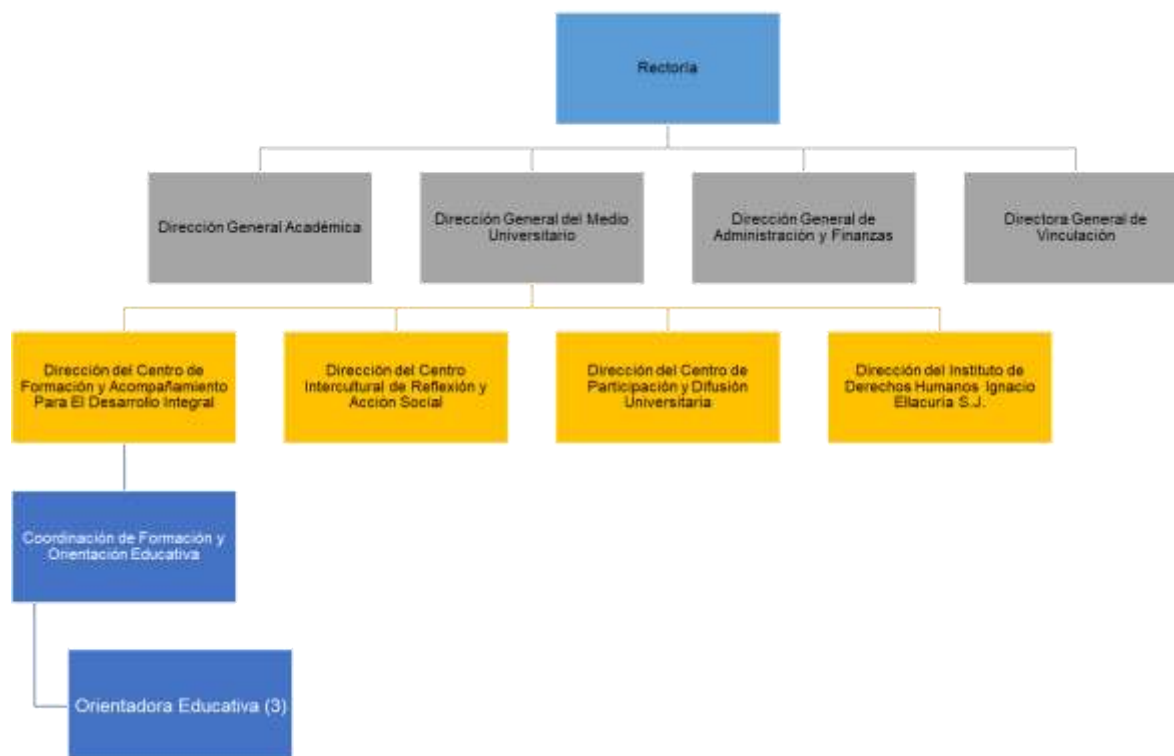 Rectoría
Dirección General Académica
Dirección General del Medio
Universitario
Dirección General de
Administración y Finanzas
Directora General de
Vinculación
Dirección del Centro de
Formación y Acompañamiento
Para El Desarrollo Integral
Dirección del Centro
Intercultural de Reflexión y
Acción Social
Dirección del Centro de
Participación y Difusión
Universitaria
Dirección del Instituto de
Derechos Humanos Ignacio
Ellacuría S.J.
Coordinación de Formación y
Orientación Educativa
Orientadora Educativa (3)